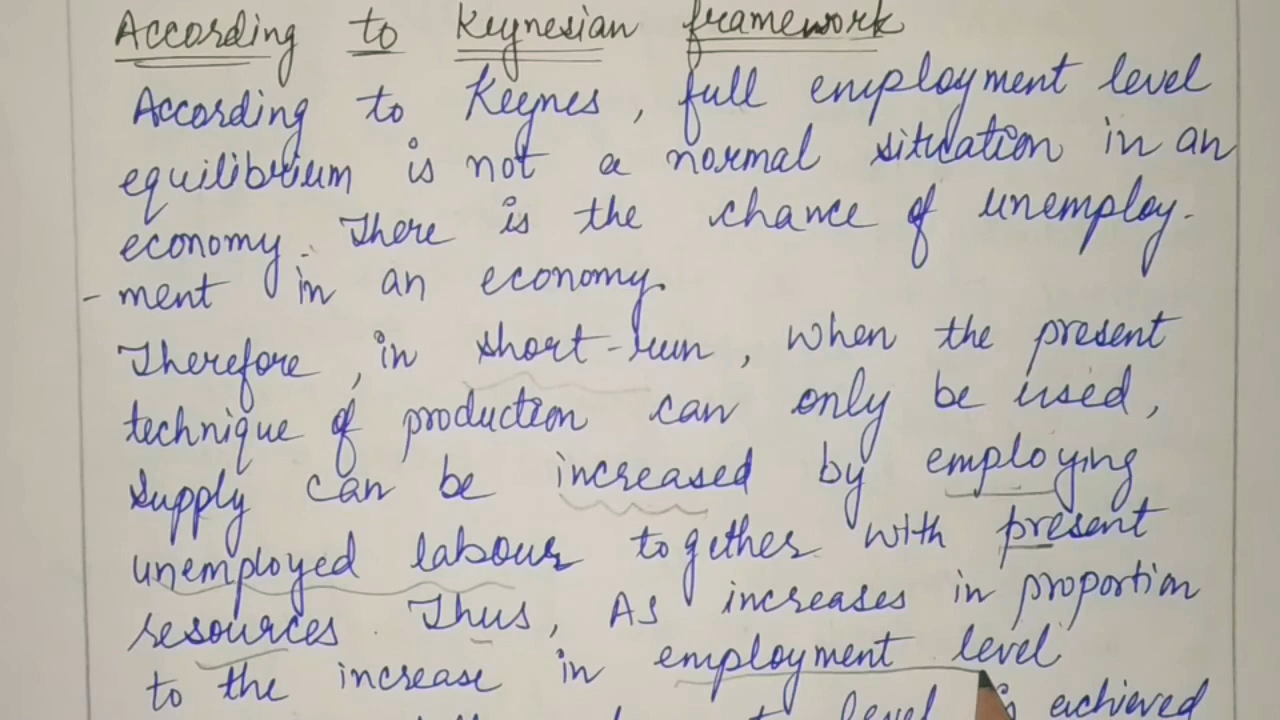 According to Keynesian framework
According to Keynes, full employment level
equilibrium is not a normal situation in an
economy. There is the chance of unemploy-
-ment in an economy.
Therefore, in short-run, when the present
technique of production can only be used,
supply can be increased by employing
unemployed labour together with present
resources. Thus, AS increases in proportion
to the increase in employment level
level is achieved